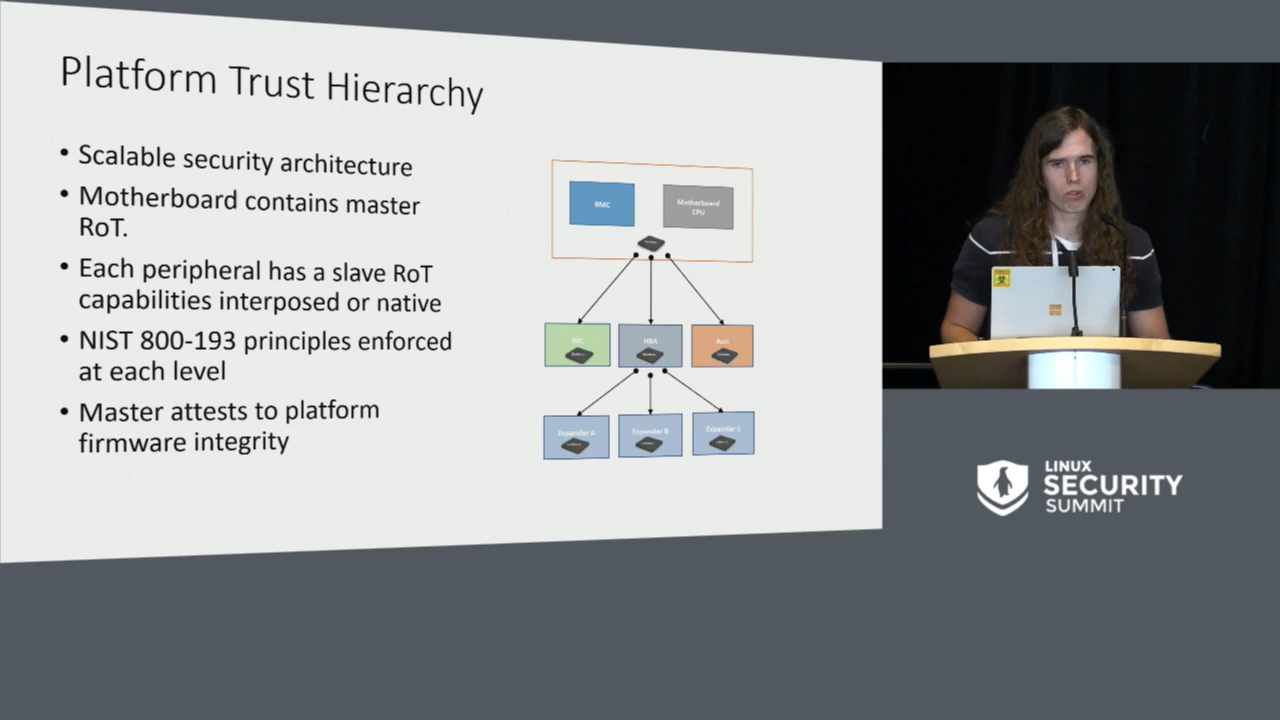 Platform Trust Hierarchy
• Scalable security architecture
• Motherboard contains master
RoT.
• Each peripheral has a slave RoT
capabilities interposed or native
• NIST 800-193 principles enforced
at each level
• Master attests to platform
firmware integrity
BMC
Motherboard
CPU
NIC
HBA
Accl
Expander A
Expander B
Expander C
LINUX
SECURITY
SUMMIT